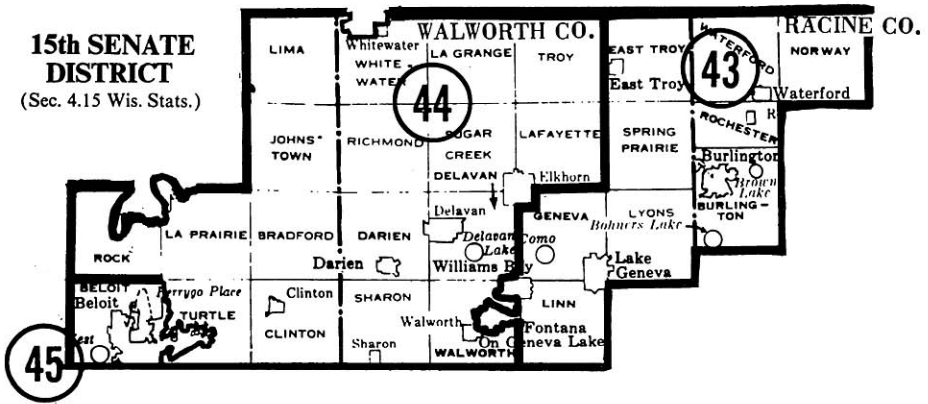 15th SENATE
DISTRICT
(Sec. 4.15 Wis. Stats.)
WALWORTH CO.
RACINE CO.
LIMA
Whitewater
WHITE-
WATER
LA GRANGE
TROY
EAST TROY
East Troy
WATERFORD
NORWAY
43
44
Waterford
R
ROCHESTER
JOHNS-
TOWN
RICHMOND
SUGAR
CREEK
LAFAYETTE
SPRING
PRAIRIE
Burlington
Brown
Lake
BURLING-
TON
DELAVAN
Elkhorn
Delavan
GENEVA
LYONS
Bohners Lake
ROCK
LA PRAIRIE
BRADFORD
DARIEN
Delavan
Lake
Como
Darien
Williams Bay
Lake
Geneva
BELOIT
Beloit
Perrygo Place
TURTLE
Clinton
CLINTON
SHARON
LINN
Walworth
Fontana
On Geneva Lake
Sharon
WALWORTH
est
45